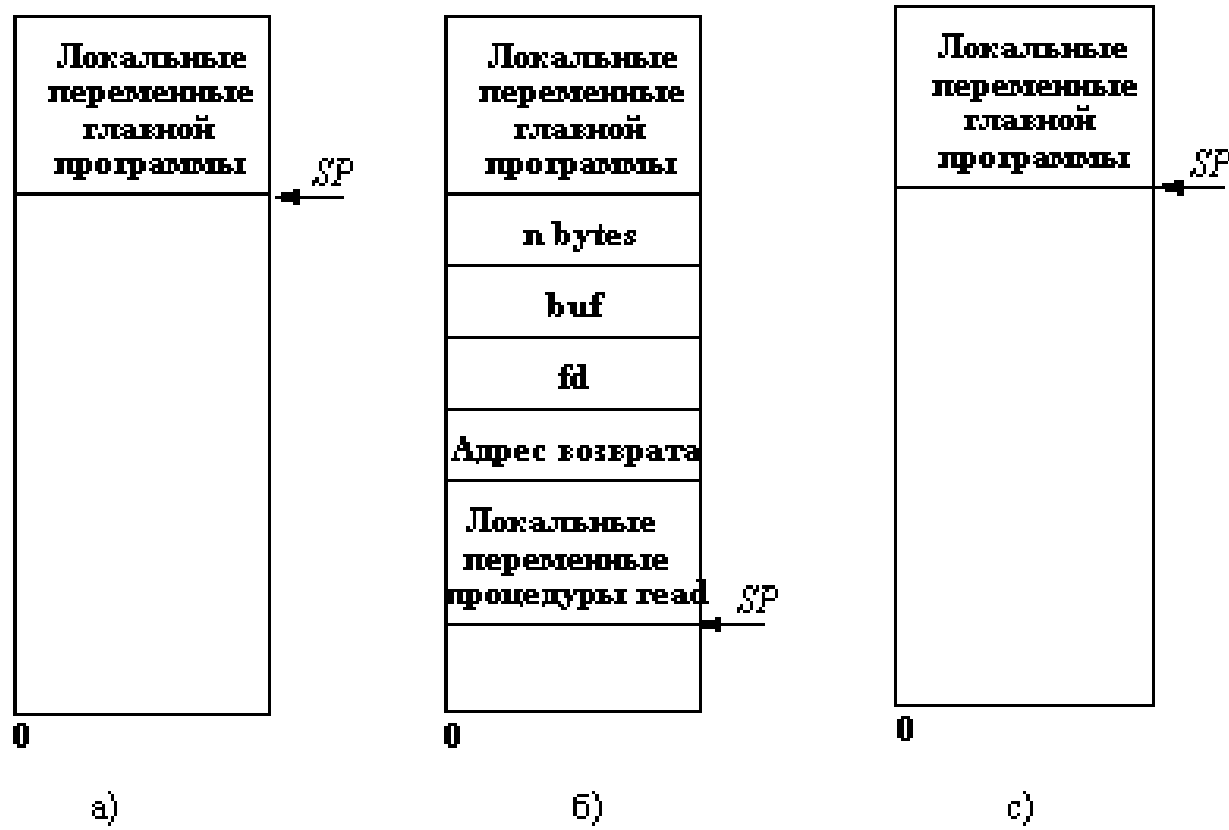 Локальные
переменные
главной
программы
SP
0
а)
Локальные
переменные
главной
программы
n bytes
buf
fd
Адрес возврата
Локальные
переменные
процедуры read
SP
0
б)
Локальные
переменные
главной
программы
SP
0
с)